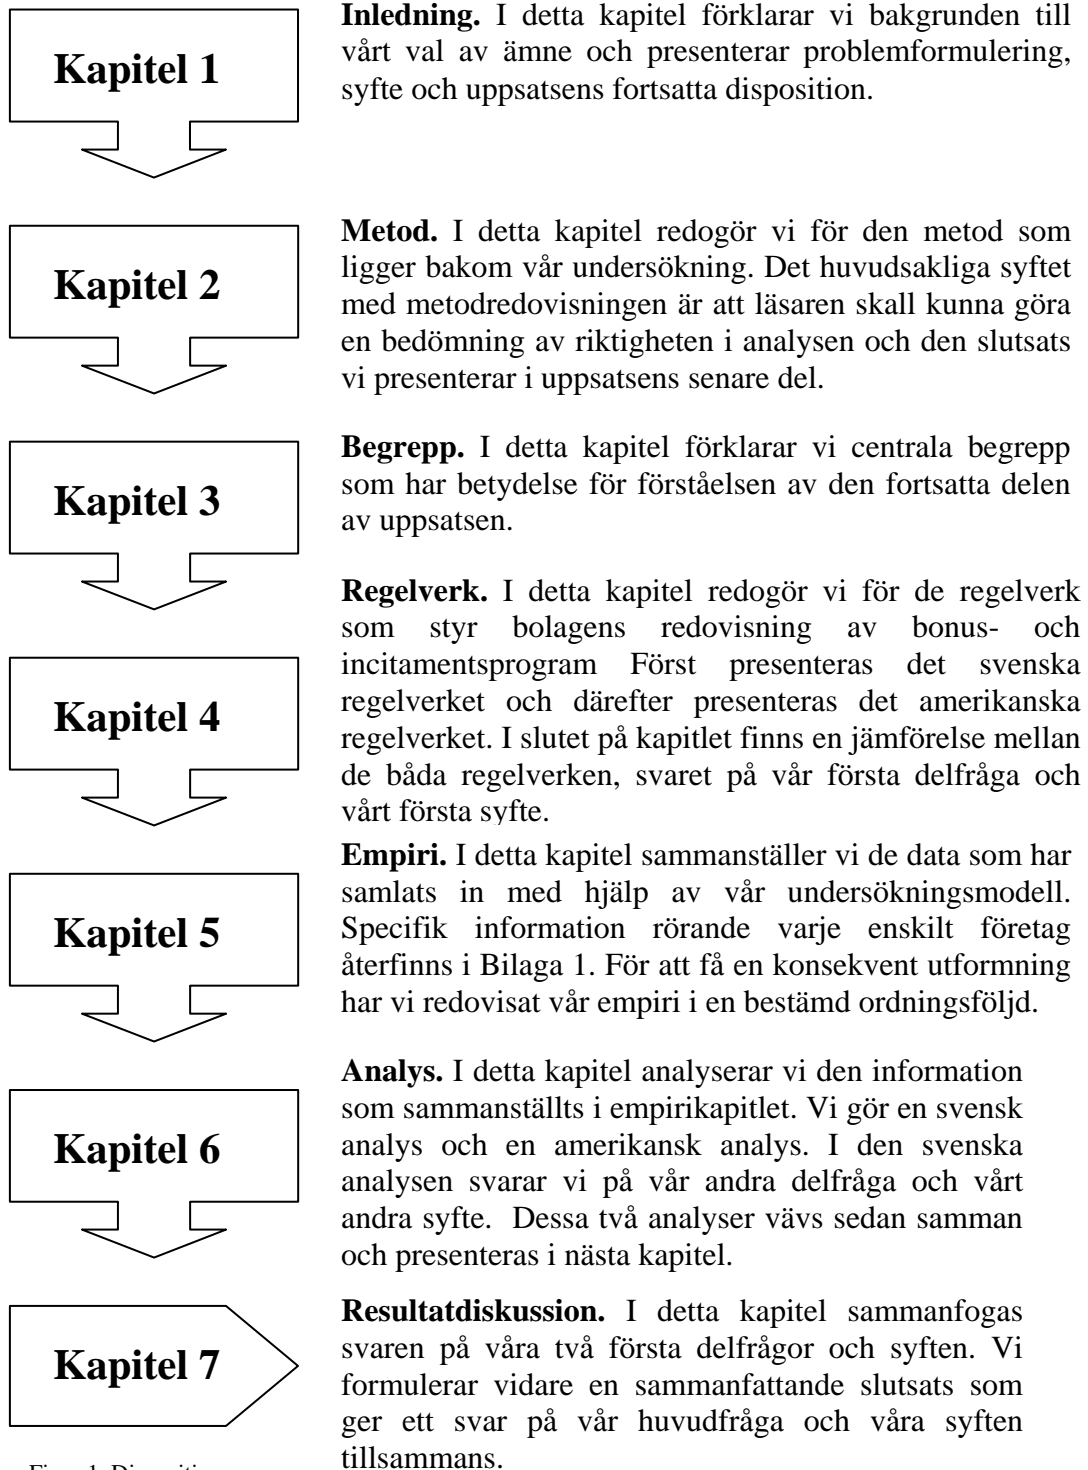 Kapitel 1
Inledning. I detta kapitel förklarar vi bakgrunden till
vårt val av ämne och presenterar problemformulering,
syfte och uppsatsens fortsatta disposition.
Kapitel 2
Metod. I detta kapitel redogör vi för den metod som
ligger bakom vår undersökning. Det huvudsakliga syftet
med metodredovisningen är att läsaren skall kunna göra
en bedömning av riktigheten i analysen och den slutsats
vi presenterar i uppsatsens senare del.
Kapitel 3
Begrepp. I detta kapitel förklarar vi centrala begrepp
som har betydelse för förståelsen av den fortsatta delen
av uppsatsen.
Kapitel 4
Regelverk. I detta kapitel redogör vi för de regelverk
som styr bolagens redovisning av bonus- och
incitamentsprogram Först presenteras det svenska
regelverket och därefter presenteras det amerikanska
regelverket. I slutet på kapitlet finns en jämförelse mellan
de båda regelverken, svaret på vår första delfråga och
vårt första syfte.
Kapitel 5
Empiri. I detta kapitel sammanställer vi de data som har
samlats in med hjälp av vår undersökningsmodell.
Specifik information rörande varje enskilt företag
återfinns i Bilaga 1. För att få en konsekvent utformning
har vi redovisat vår empiri i en bestämd ordningsföljd.
Kapitel 6
Analys. I detta kapitel analyserar vi den information
som sammanställts i empirikapitlet. Vi gör en svensk
analys och en amerikansk analys. I den svenska
analysen svarar vi på vår andra delfråga och vårt
andra syfte. Dessa två analyser vävs sedan samman
och presenteras i nästa kapitel.
Kapitel 7
Resultatdiskussion. I detta kapitel sammanfogas
svaren på våra två första delfrågor och syften. Vi
formulerar vidare en sammanfattande slutsats som
ger ett svar på vår huvudfråga och våra syften
tillsammans.